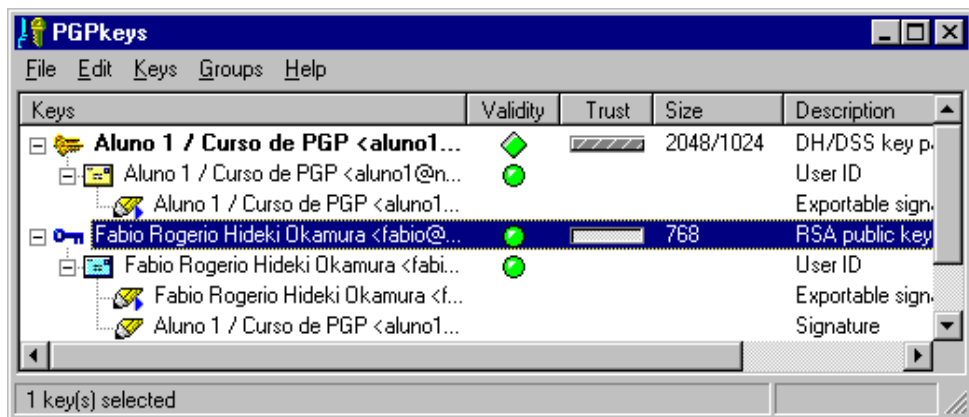 PGPkeys
File Edit Keys Groups Help
Keys Validity Trust Size Description
Aluno 1 / Curso de PGP <aluno1... 2048/1024 DH/DSS key p
Aluno 1 / Curso de PGP <aluno1@n... User ID
Aluno 1 / Curso de PGP <aluno1... Exportable sign
Fabio Rogerio Hideki Okamura <fabio@... 768 RSA public key
Fabio Rogerio Hideki Okamura <fabi... User ID
Fabio Rogerio Hideki Okamura <f... Exportable sign
Aluno 1 / Curso de PGP <aluno1... Signature
1 key(s) selected